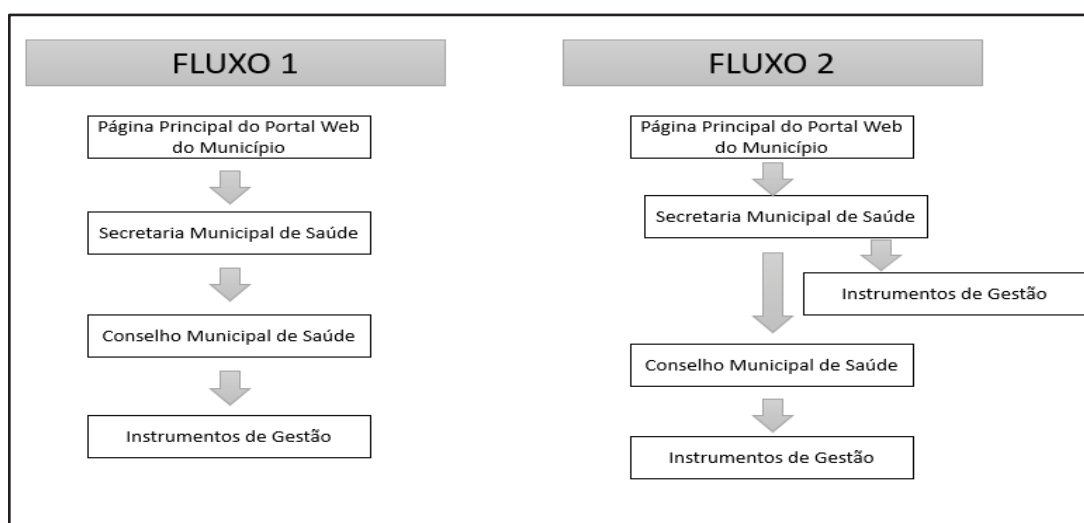 FLUXO 1
Página Principal do Portal Web
do Município
Secretaria Municipal de Saúde
Conselho Municipal de Saúde
Instrumentos de Gestão
FLUXO 2
Página Principal do Portal Web
do Município
Secretaria Municipal de Saúde
Instrumentos de Gestão
Conselho Municipal de Saúde
Instrumentos de Gestão